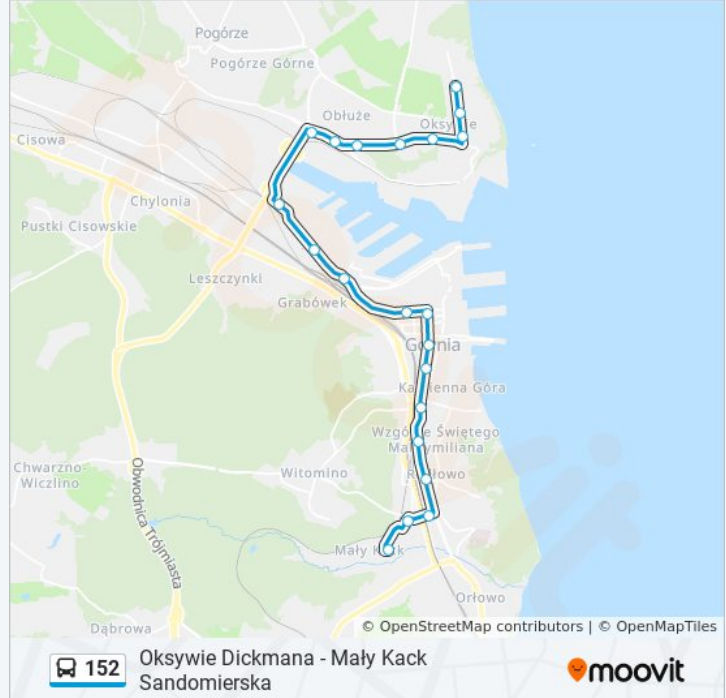 Pogórze
Pogórze Górne
Obłuże
Oksywie
Cisowa
Chylonia
Pustki Cisowskie
Leszczynki
Grabówek
Gdynia
Kamienna Góra
Wzgórze Świętego
Maksymiliana
Chwarzno-
Wiczlino
Witomino
Redłowo
Obwodnica Trójmiasta
Mały Kack
Orłowo
Dąbrowa
© OpenStreetMap contributors | © OpenMapTiles
152
Oksywie Dickmana - Mały Kack
Sandomierska
moovit